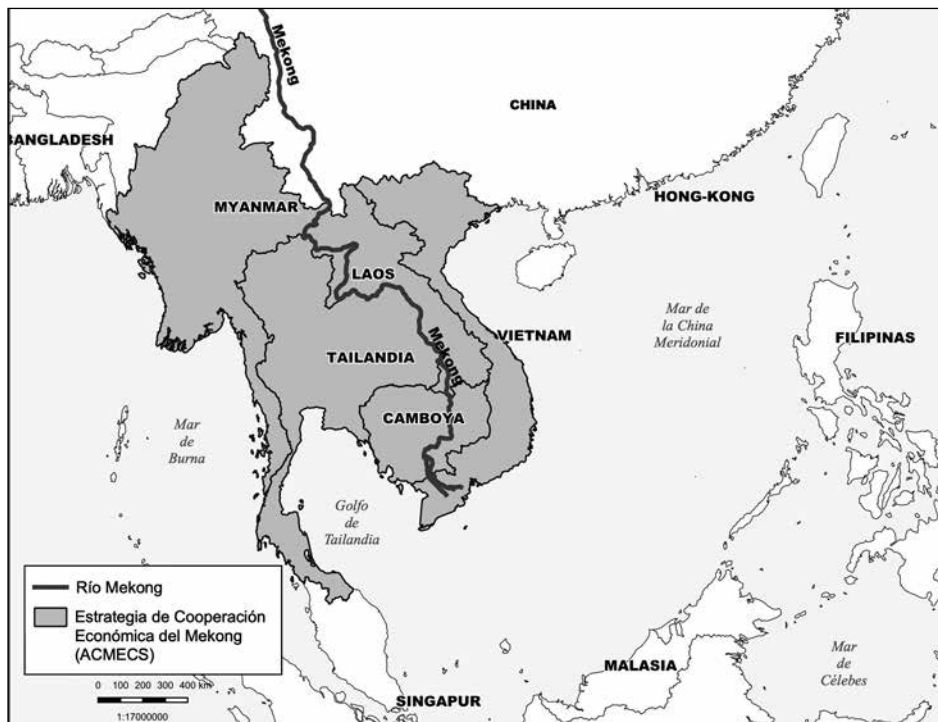 Mekong
CHINA
BANGLADESH
MYANMAR
HONG-KONG
LAOS
Mar de
la China
Meridonial
VIETNAM
FILIPINAS
TAILANDIA
Mekong
CAMBOYA
Mar
de
Burna
Golfo
de
Tailandia
Río Mekong
Estrategia de Cooperación
Económica del Mekong
(ACMECS)
MALASIA
Mar
de
Célebes
0 100 200 300 400 km
SINGAPUR
1:17000000